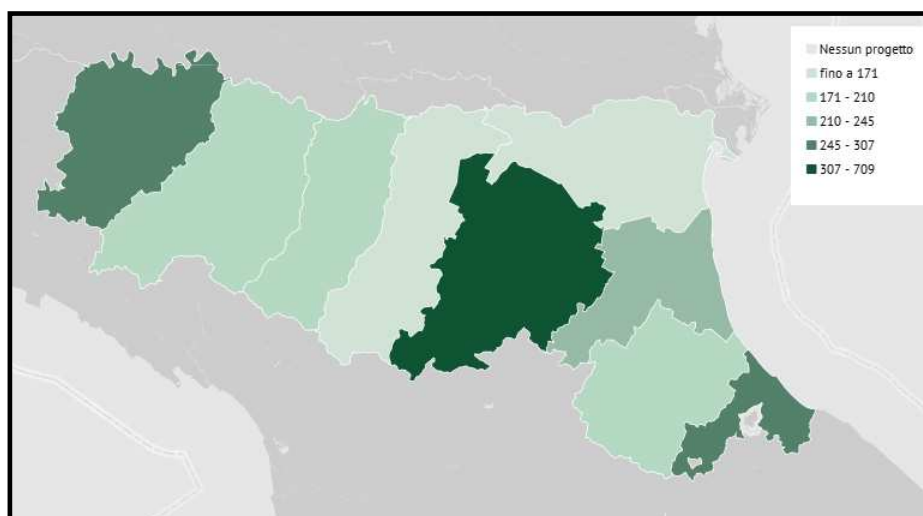 Nessun progetto
fino a 171
171 - 210
210 - 245
245 - 307
307 - 709